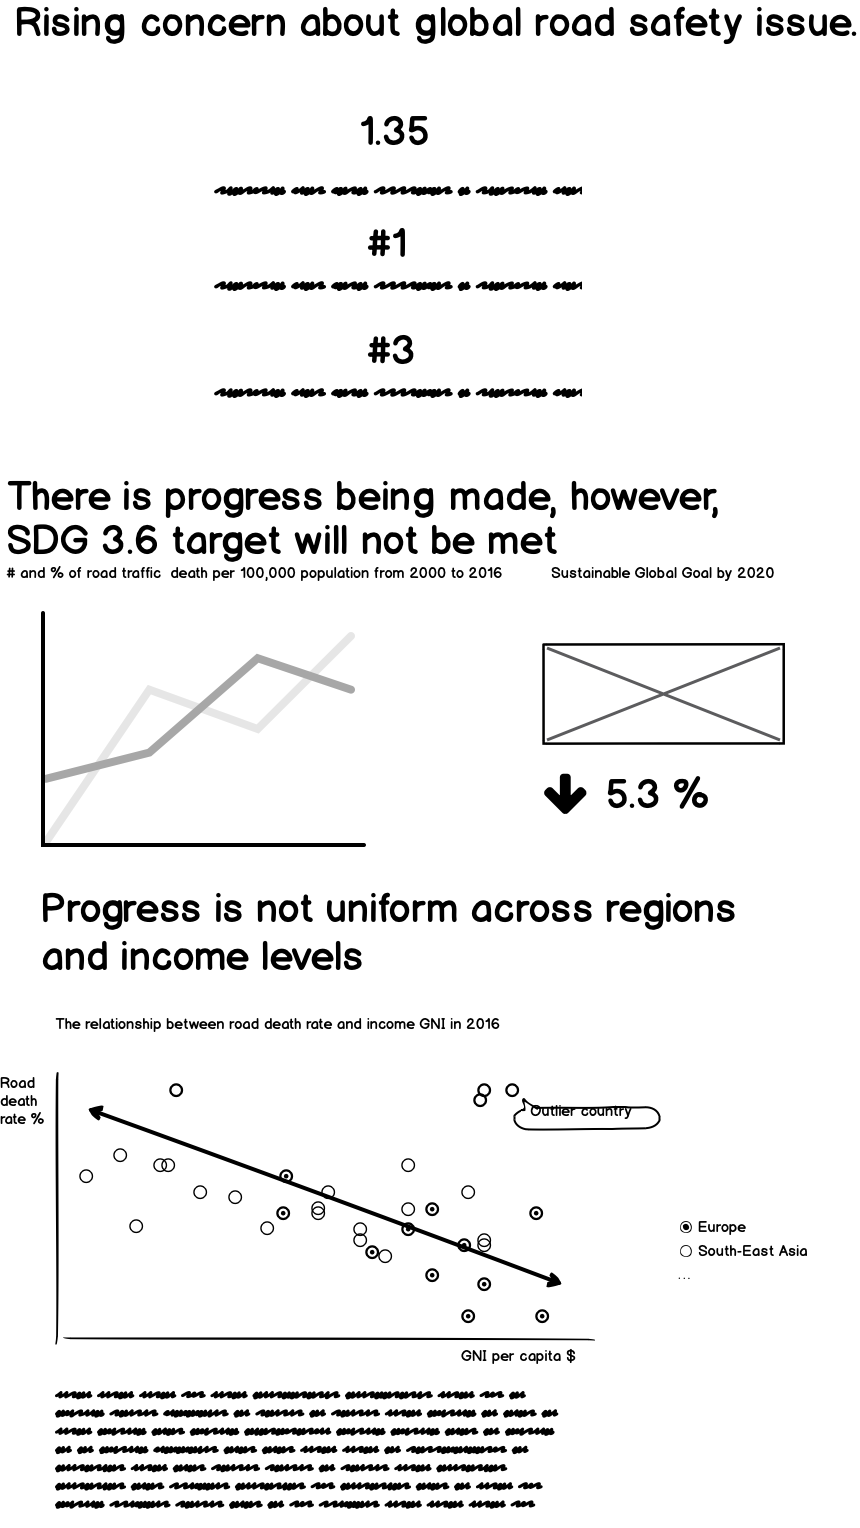 Rising concern about global road safety issue.
1.35
#1
#3
There is progress being made, however,
SDG 3.6 target will not be met
# and % of road traffic death per 100,000 population from 2000 to 2016
Sustainable Global Goal by 2020
5.3 %
Progress is not uniform across regions
and income levels
The relationship between road death rate and income GNI in 2016
Road
death
rate %
Outlier country
Europe
South-East Asia
...
GNI per capita $